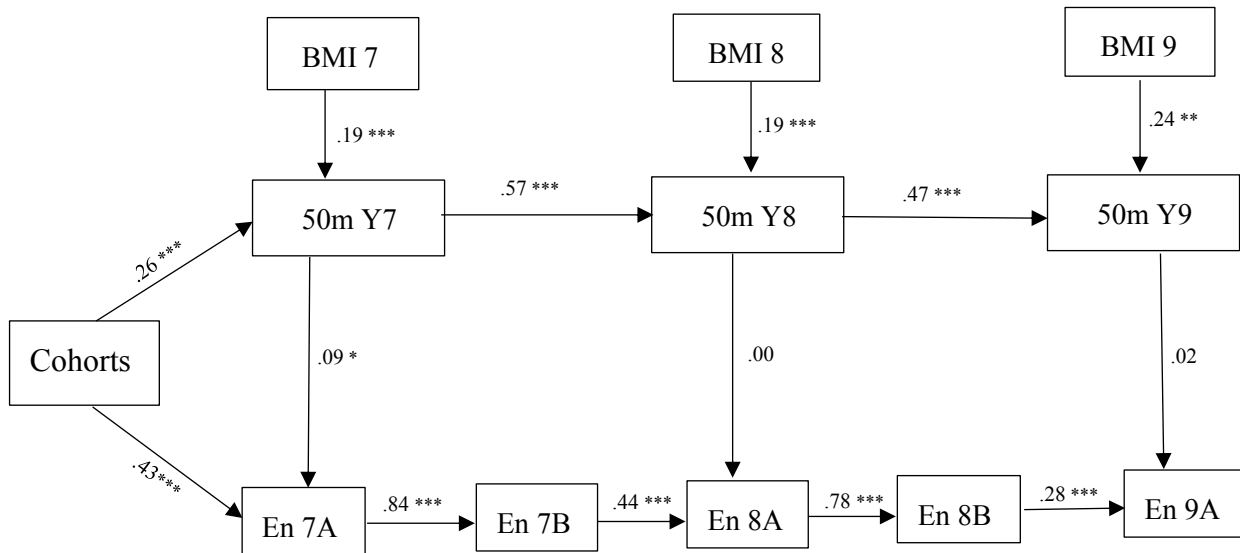 BMI 7
BMI 8
BMI 9
.19 ***
.19 ***
.24 **
50m Y7
.57 ***
50m Y8
.47 ***
50m Y9
.26 ***
Cohorts
.09 *
.00
.02
.43***
En 7A
.84 ***
En 7B
.44 ***
En 8A
.78 ***
En 8B
.28 ***
En 9A